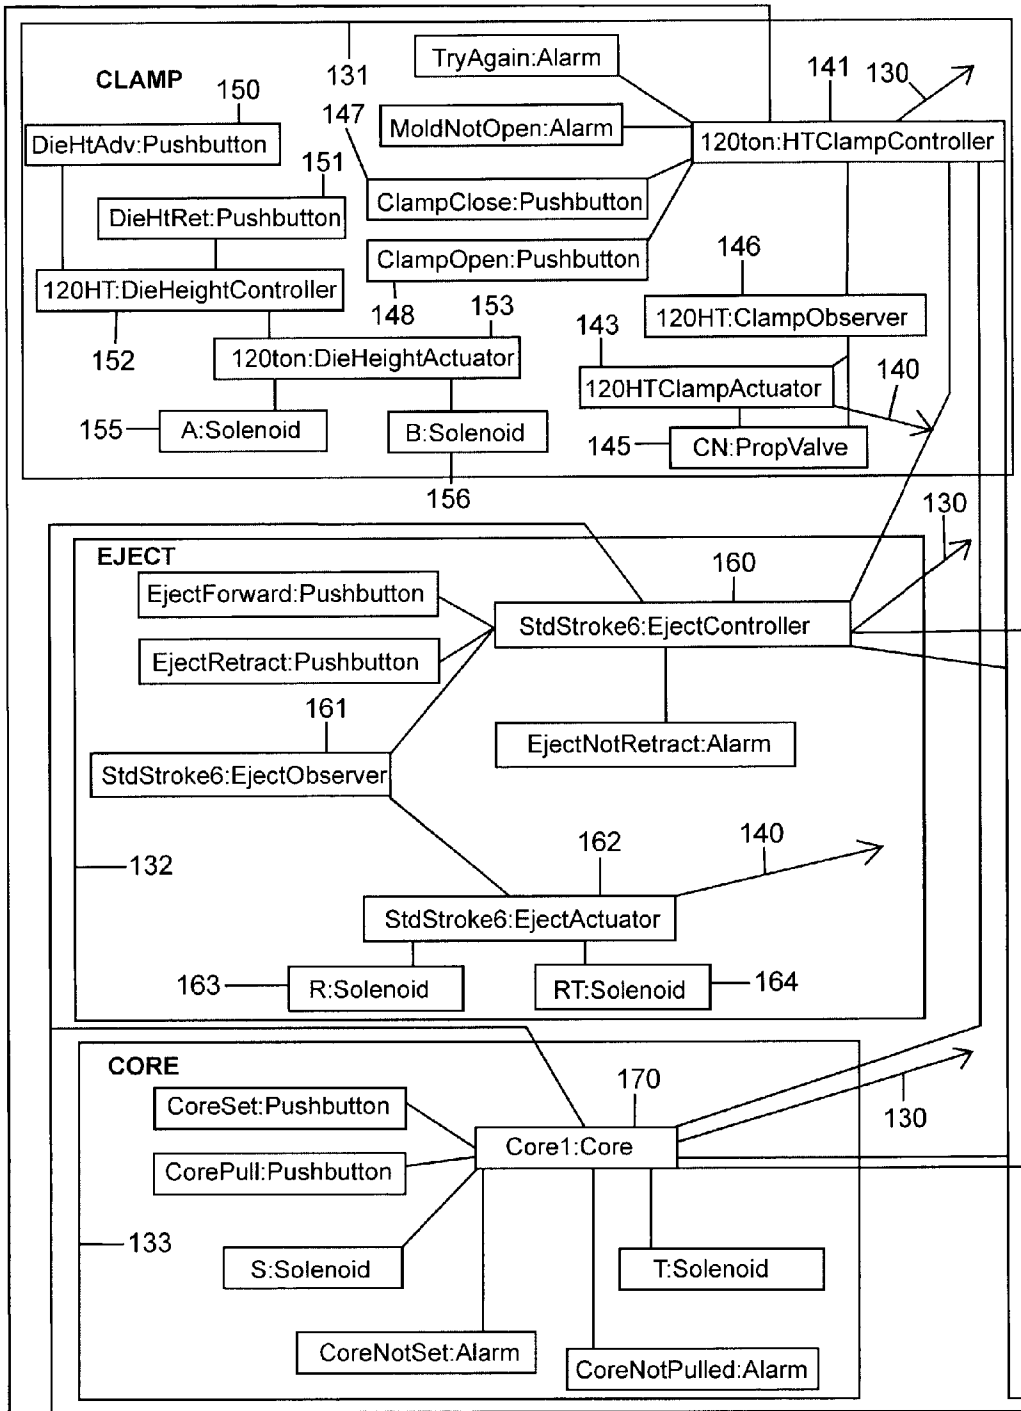 CLAMP
131
TryAgain:Alarm
141
130
150
147
MoldNotOpen:Alarm
DieHtAdv:Pushbutton
120ton:HTClampController
151
ClampClose:Pushbutton
DieHtRet:Pushbutton
ClampOpen:Pushbutton
146
120HT:DieHeightController
148
153
143
120HT:ClampObserver
152
120ton:DieHeightActuator
120HTClampActuator
140
155
A:Solenoid
B:Solenoid
145
CN:PropValve
156
130
EJECT
160
EjectForward:Pushbutton
StdStroke6:EjectController
EjectRetract:Pushbutton
161
EjectNotRetract:Alarm
StdStroke6:EjectObserver
162
140
132
StdStroke6:EjectActuator
163
R:Solenoid
RT:Solenoid
164
CORE
170
CoreSet:Pushbutton
130
Core1:Core
CorePull:Pushbutton
133
S:Solenoid
T:Solenoid
CoreNotSet:Alarm
CoreNotPulled:Alarm